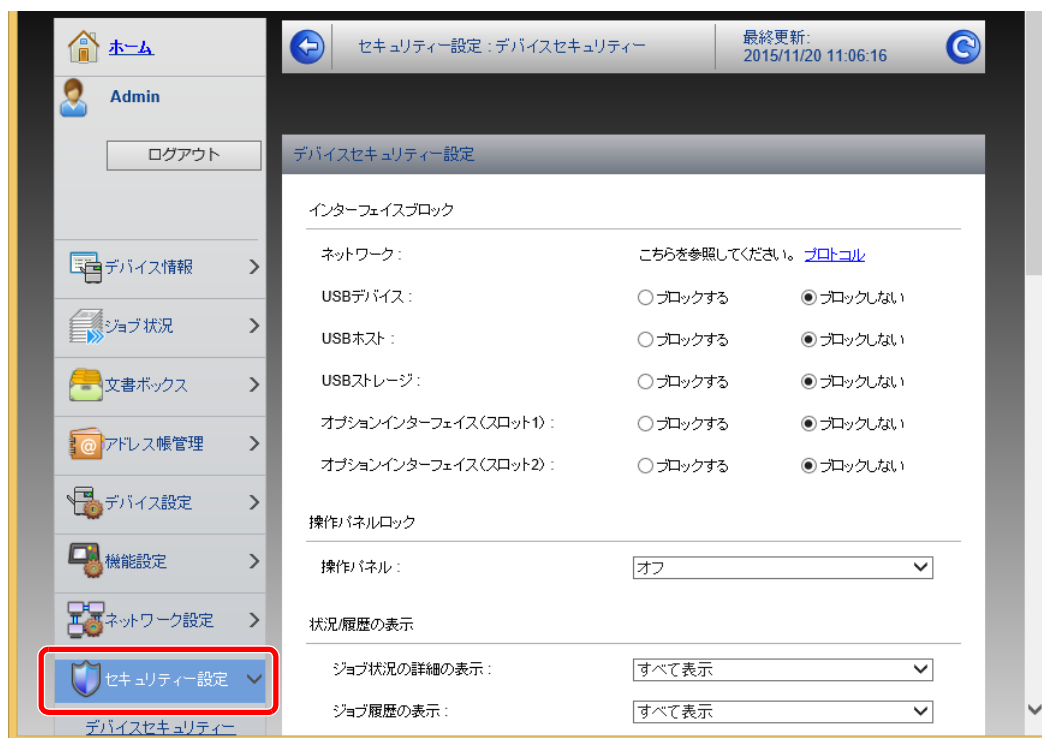 ホーム
Admin
ログアウト
デバイス情報
ジョブ状況
文書ボックス
アドレス帳管理
デバイス設定
機能設定
ネットワーク設定
セキュリティー設定
デバイスセキュリティー
セキュリティー設定 : デバイスセキュリティー
最終更新:
2015/11/20 11:06:16
デバイスセキュリティー設定
インターフェイスブロック
ネットワーク : こちらを参照してください。 プロトコル
USBデバイス : ブロックする ブロックしない
USBホスト : ブロックする ブロックしない
USBストレージ : ブロックする ブロックしない
オプションインターフェイス(スロット1) : ブロックする ブロックしない
オプションインターフェイス(スロット2) : ブロックする ブロックしない
操作パネルロック
操作パネル : オフ
状況/履歴の表示
ジョブ状況の詳細の表示 : すべて表示
ジョブ履歴の表示 : すべて表示